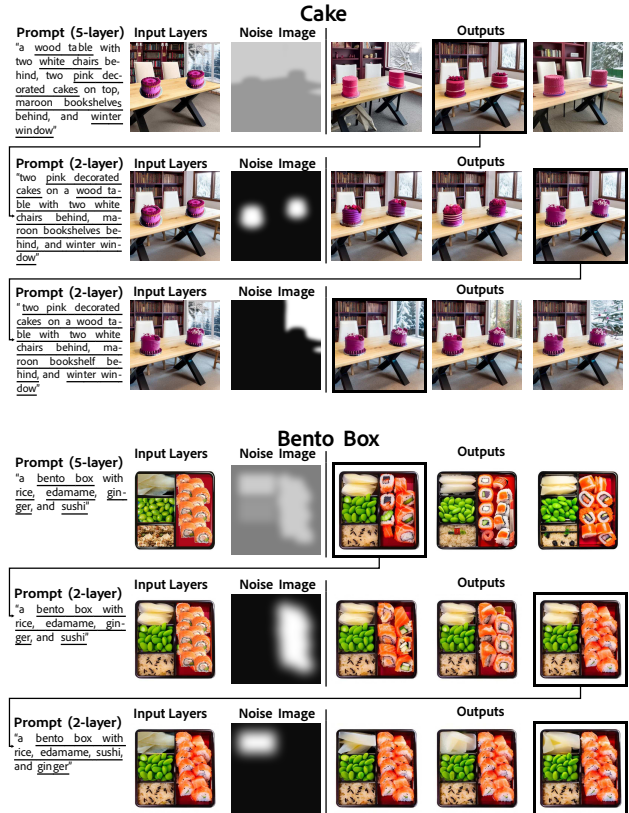 Cake
Prompt (5-layer)
Input Layers
Noise Image
Outputs
"a wood table with
two white chairs be-
hind, two pink dec-
orated cakes on top,
maroon bookshelves
behind, and winter
window"
Prompt (2-layer)
Input Layers
Noise Image
Outputs
"two pink decorated
cakes on a wood ta-
ble with two white
chairs behind, ma-
roon bookshelves be-
hind, and winter win-
dow"
Prompt (2-layer)
Input Layers
Noise Image
Outputs
"two pink decorated
cakes on a wood ta-
ble with two white
chairs behind, ma-
roon bookshelf be-
hind, and winter win-
dow"
Bento Box
Prompt (5-layer)
Input Layers
Noise Image
Outputs
"a bento box with
rice, edamame, gin-
ger, and sushi"
Prompt (2-layer)
Input Layers
Noise Image
Outputs
"a bento box with
rice, edamame, gin-
ger, and sushi"
Prompt (2-layer)
Input Layers
Noise Image
Outputs
"a bento box with
rice, edamame, sushi,
and ginger"